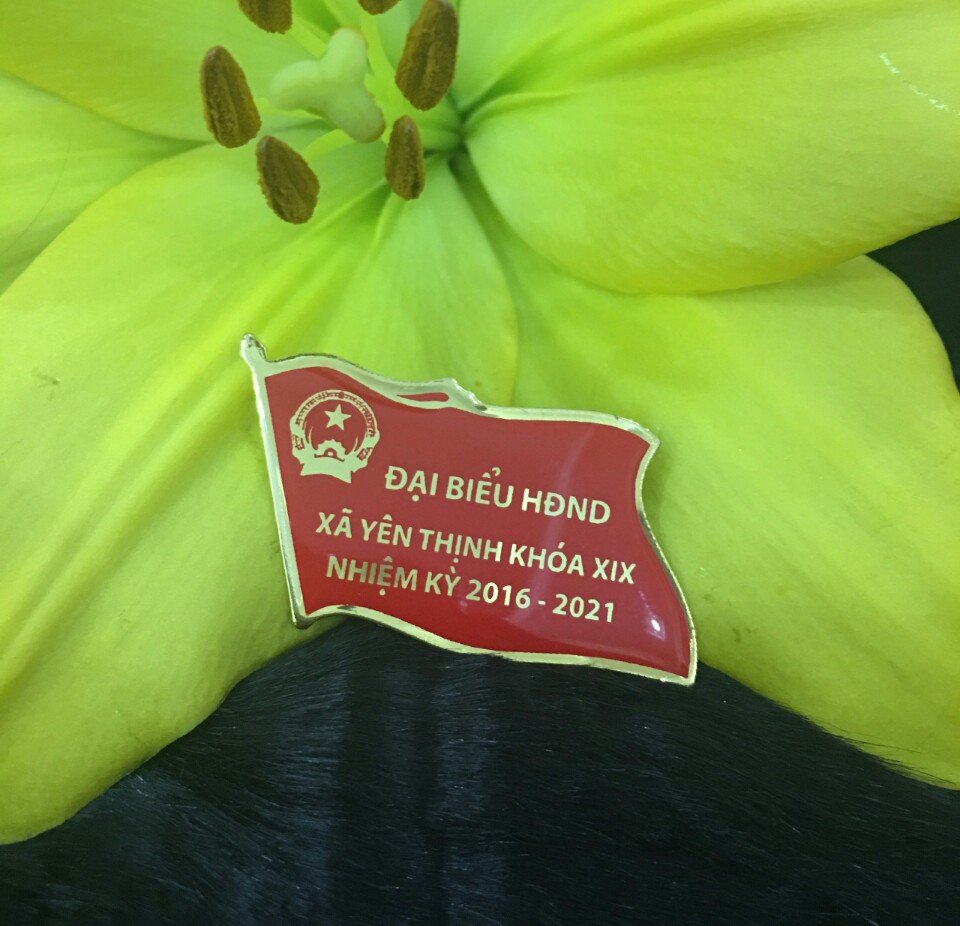 ĐẠI BIỂU HĐND
XÃ YÊN THỊNH KHÓA XIX
NHIỆM KỲ 2016 - 2021